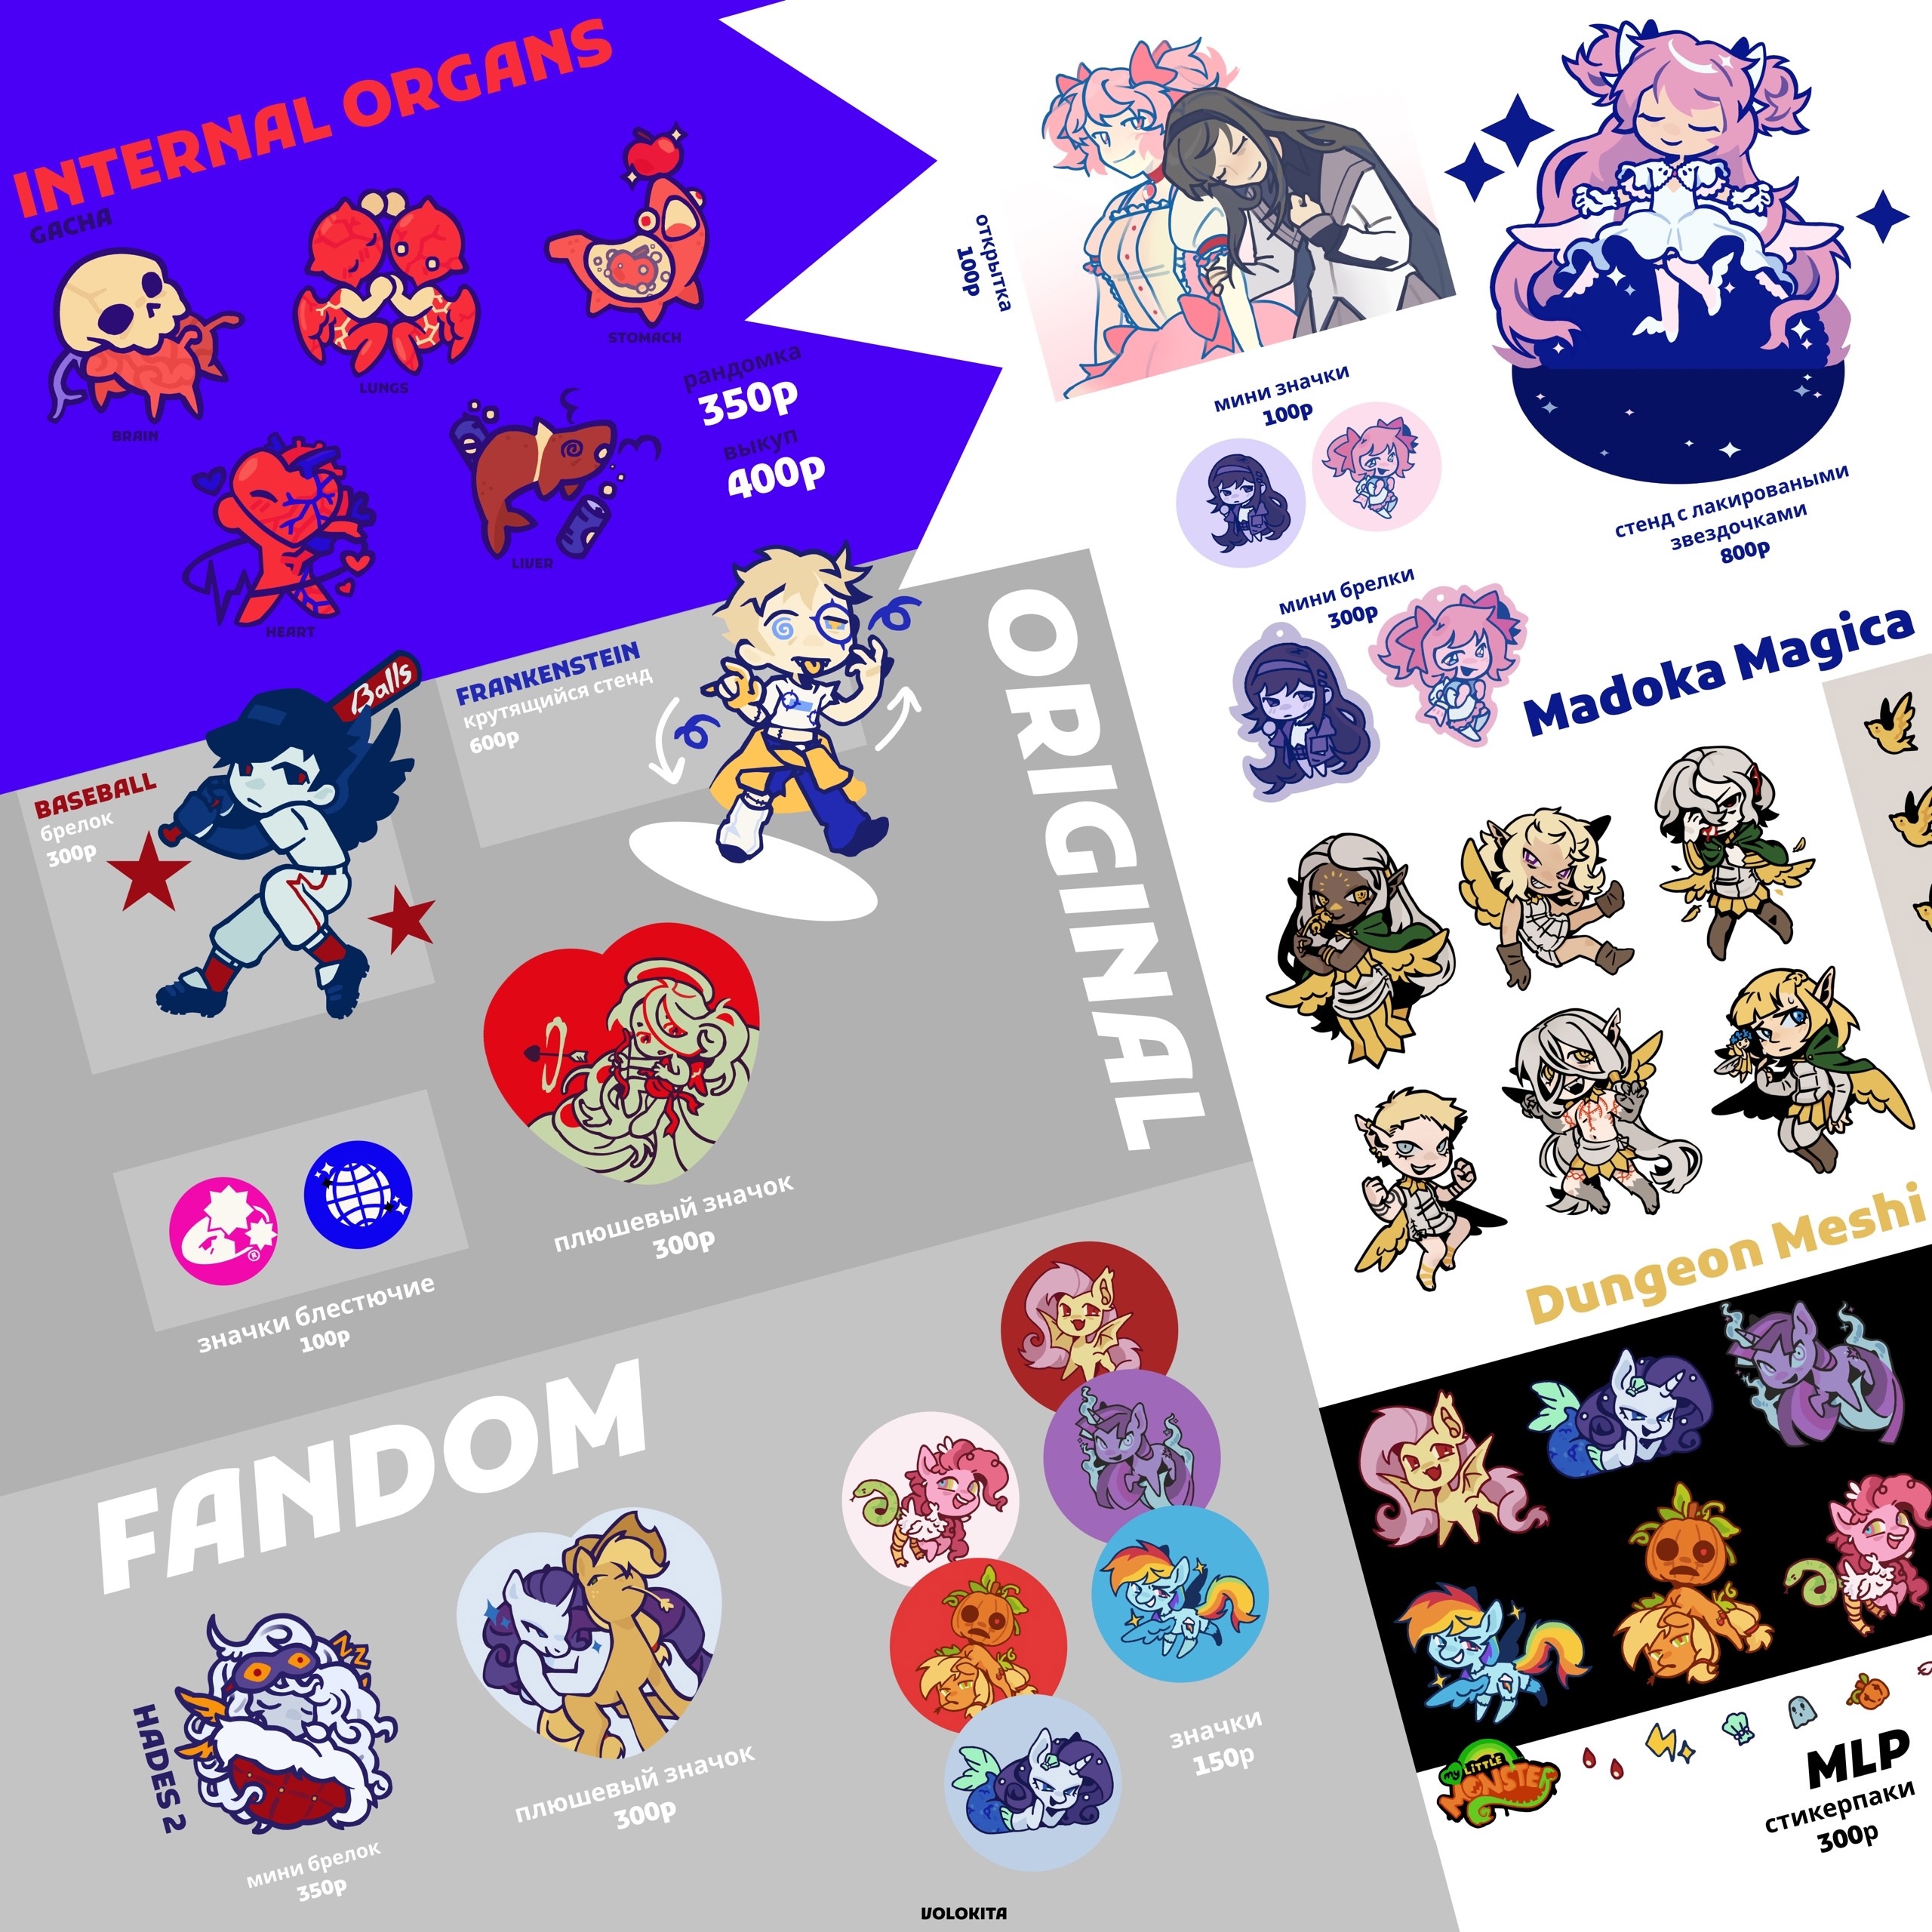 INTERNAL ORGANS
GACHA
BRAIN
LUNGS
STOMACH
HEART
LIVER
рандомка
350р
выкуп
400р
открытка
100р
мини значки
100р
мини брелки
300р
стенд с лакироваными
звездочками
800р
Madoka Magica
Balls
BASEBALL
брелок
300р
FRANKENSTEIN
крутящийся стенд
600р
ORIGINAL
®
значки блестючие
100р
плюшевый значок
300р
Dungeon Meshi
FANDOM
HADES 2
ZZZ
мини брелок
350р
плюшевый значок
300р
значки
150р
MY LITTLE
MONSTER
MLP
стикерпаки
300р
VOLOKITA